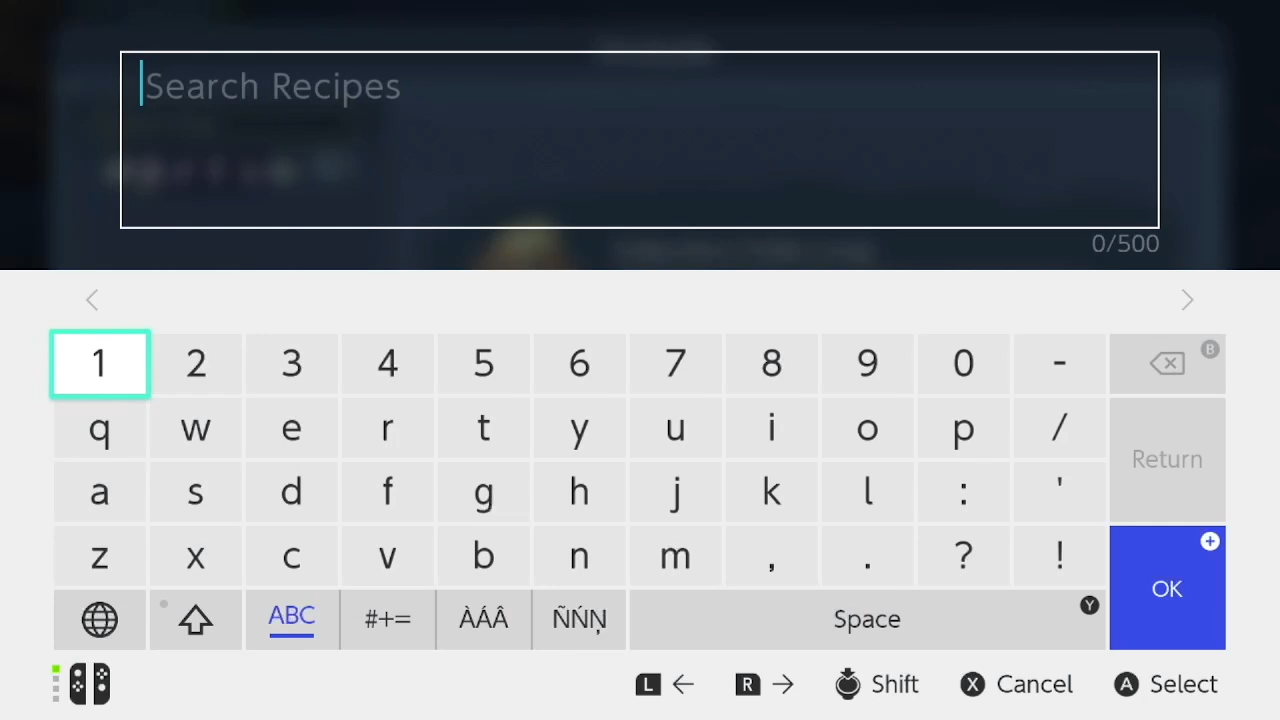 Search Recipes
0/500
1 2 3 4 5 6 7 8 9 0 - B
q w e r t y u i o p / Return
a s d f g h j k l : '
z x c v b n m , . ? ! + OK
ABC #+= ÀÁÂ ÑŃŅ Space Y
L ← R → Shift X Cancel A Select